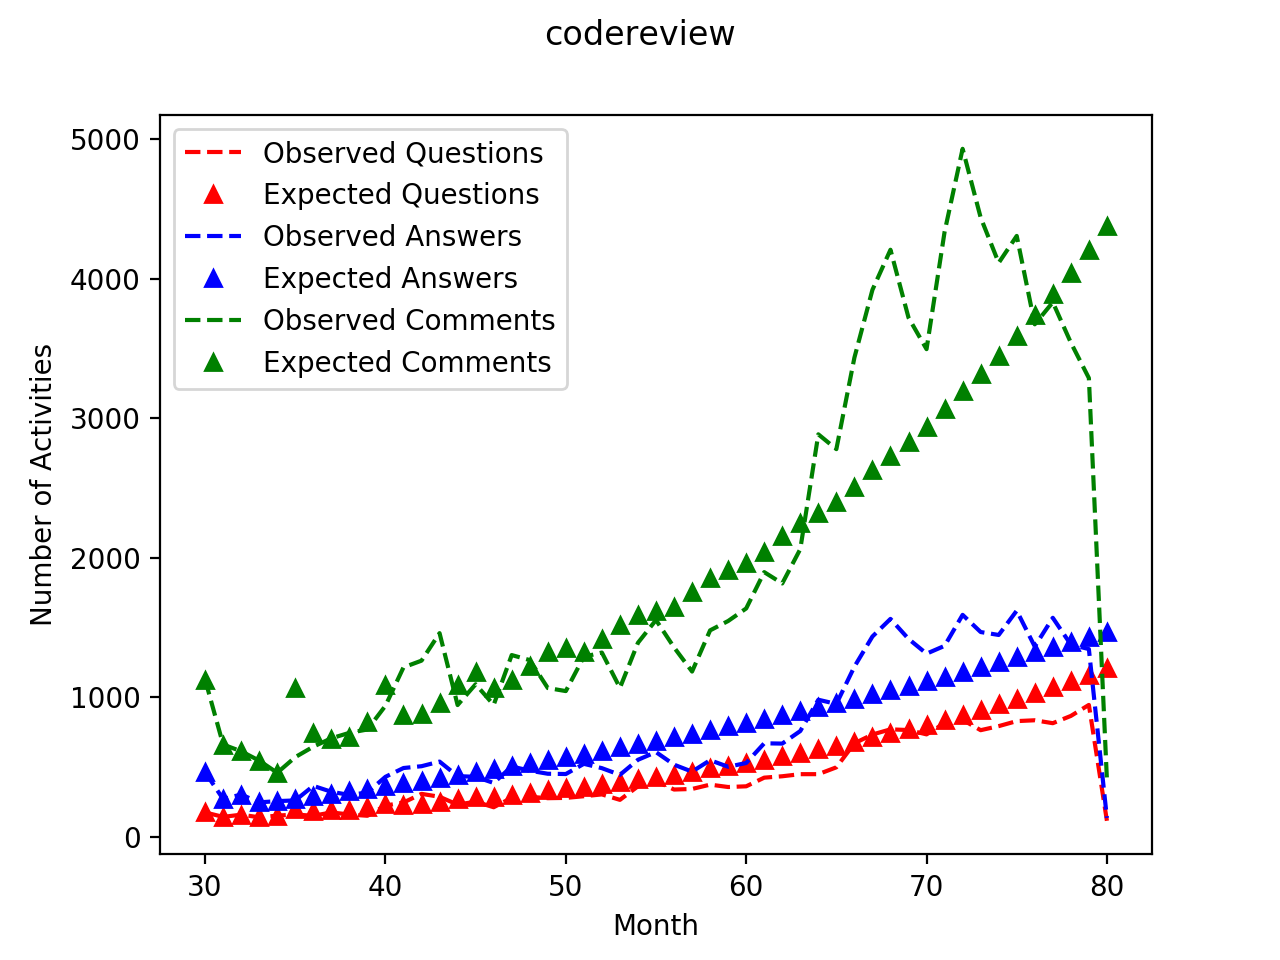 codereview
5000
4000
3000
2000
1000
0
Number of Activities
Observed Questions
Expected Questions
Observed Answers
Expected Answers
Observed Comments
Expected Comments
30 40 50 60 70 80
Month